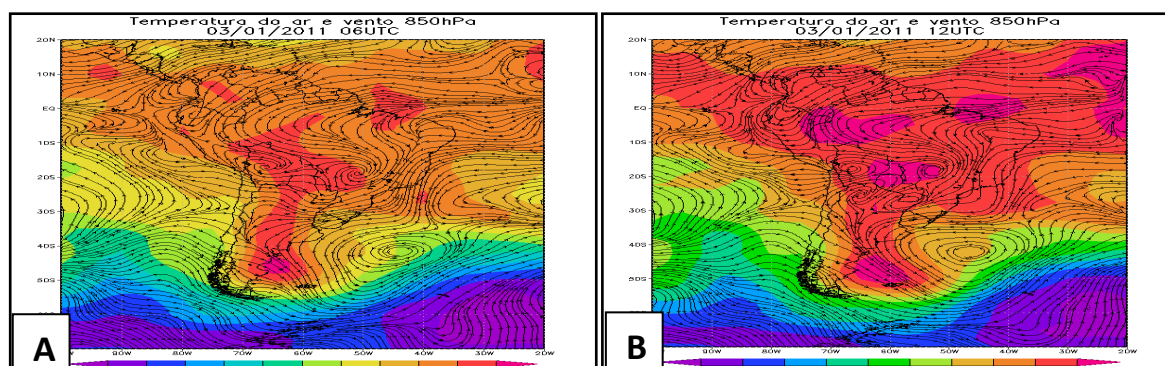 Temperatura do ar e vento 850hPa
03/01/2011 06UTC
20N
10N
EQ
10S
20S
30S
40S
50S
90W
80W
70W
60W
50W
40W
30W
20W
A
Temperatura do ar e vento 850hPa
03/01/2011 12UTC
20N
10N
EQ
10S
20S
30S
40S
50S
90W
80W
70W
60W
50W
40W
30W
20W
B